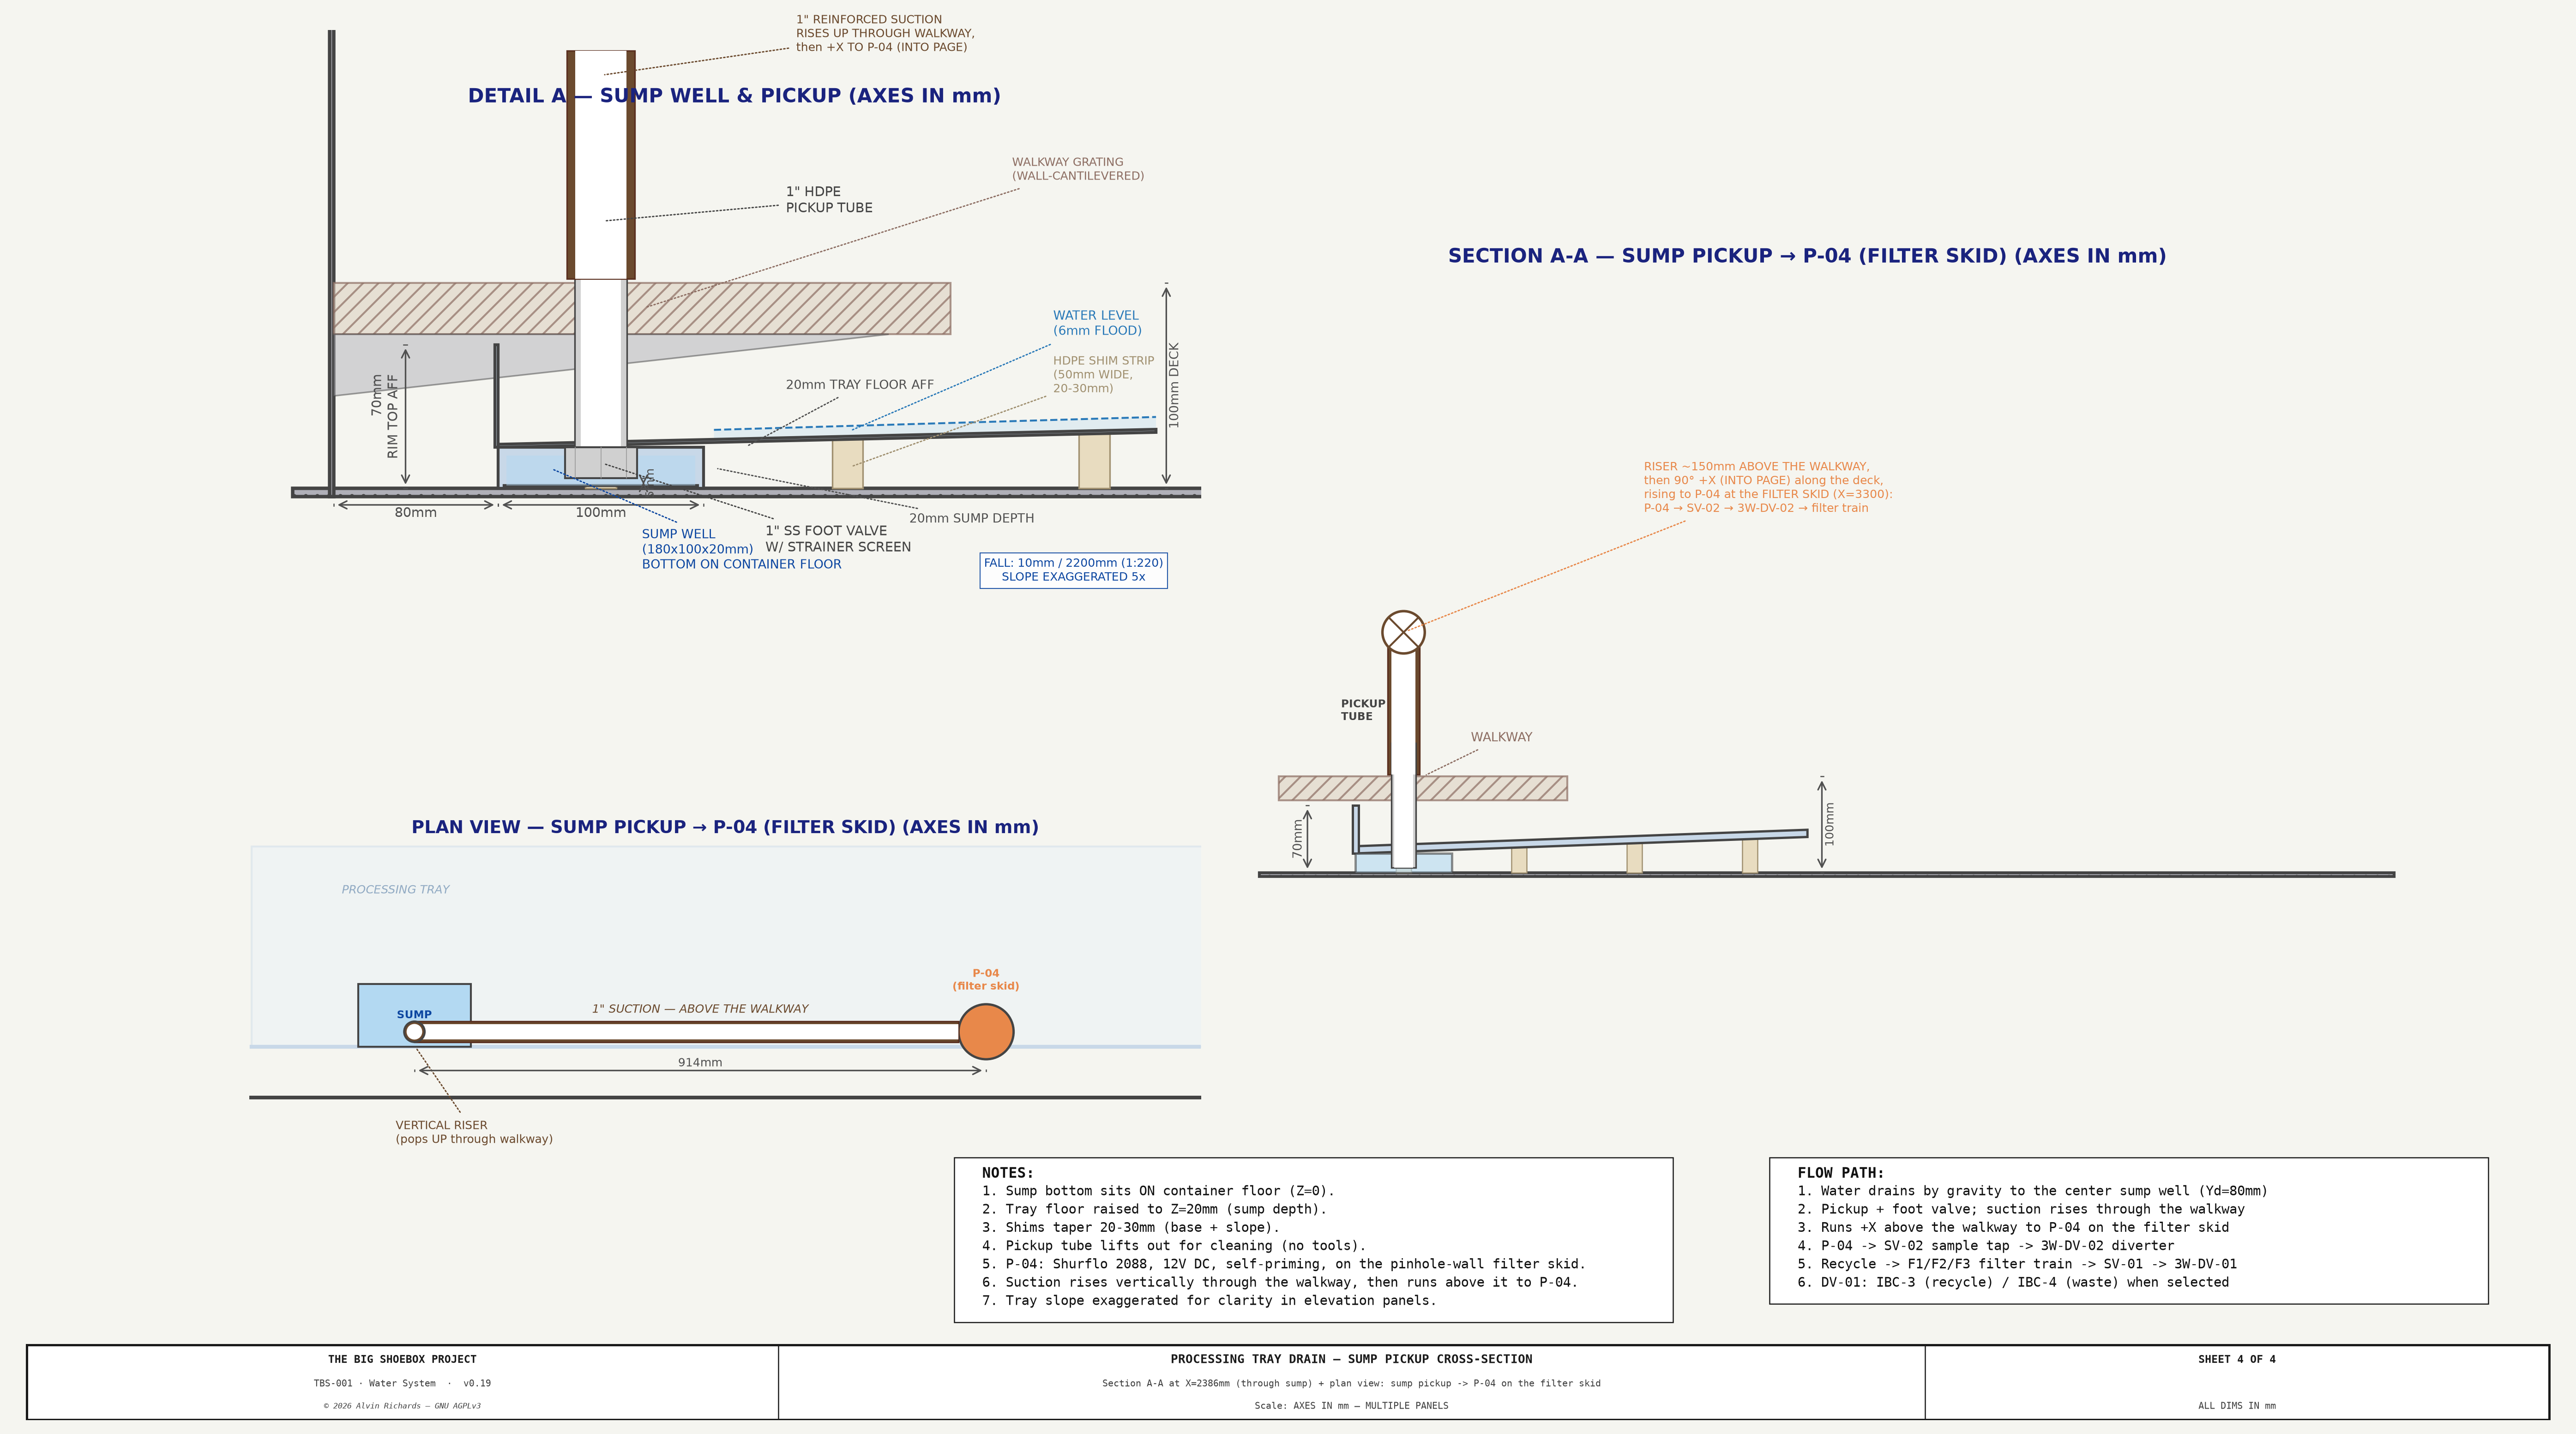 1" REINFORCED SUCTION
RISES UP THROUGH WALKWAY,
then +X TO P-04 (INTO PAGE)
DETAIL A — SUMP WELL & PICKUP (AXES IN mm)
WALKWAY GRATING
(WALL-CANTILEVERED)
1" HDPE
PICKUP TUBE
WATER LEVEL
(6mm FLOOD)
HDPE SHIM STRIP
(50mm WIDE,
20-30mm)
100mm DECK
20mm TRAY FLOOR AFF
70mm
RIM TOP AFF
80mm
100mm
20mm SUMP DEPTH
SUMP WELL
(180x100x20mm)
BOTTOM ON CONTAINER FLOOR
1" SS FOOT VALVE
W/ STRAINER SCREEN
FALL: 10mm / 2200mm (1:220)
SLOPE EXAGGERATED 5x
SECTION A-A — SUMP PICKUP → P-04 (FILTER SKID) (AXES IN mm)
RISER ~150mm ABOVE THE WALKWAY,
then 90° +X (INTO PAGE) along the deck,
rising to P-04 at the FILTER SKID (X=3300):
P-04 → SV-02 → 3W-DV-02 → filter train
PICKUP
TUBE
WALKWAY
70mm
100mm
PLAN VIEW — SUMP PICKUP → P-04 (FILTER SKID) (AXES IN mm)
PROCESSING TRAY
P-04
(filter skid)
1" SUCTION — ABOVE THE WALKWAY
SUMP
914mm
VERTICAL RISER
(pops UP through walkway)
NOTES:
1. Sump bottom sits ON container floor (Z=0).
2. Tray floor raised to Z=20mm (sump depth).
3. Shims taper 20-30mm (base + slope).
4. Pickup tube lifts out for cleaning (no tools).
5. P-04: Shurflo 2088, 12V DC, self-priming, on the pinhole-wall filter skid.
6. Suction rises vertically through the walkway, then runs above it to P-04.
7. Tray slope exaggerated for clarity in elevation panels.
FLOW PATH:
1. Water drains by gravity to the center sump well (Yd=80mm)
2. Pickup + foot valve; suction rises through the walkway
3. Runs +X above the walkway to P-04 on the filter skid
4. P-04 -> SV-02 sample tap -> 3W-DV-02 diverter
5. Recycle -> F1/F2/F3 filter train -> SV-01 -> 3W-DV-01
6. DV-01: IBC-3 (recycle) / IBC-4 (waste) when selected
THE BIG SHOEBOX PROJECT
TBS-001 · Water System · v0.19
© 2026 Alvin Richards — GNU AGPLv3
PROCESSING TRAY DRAIN — SUMP PICKUP CROSS-SECTION
Section A-A at X=2386mm (through sump) + plan view: sump pickup -> P-04 on the filter skid
Scale: AXES IN mm — MULTIPLE PANELS
SHEET 4 OF 4
ALL DIMS IN mm